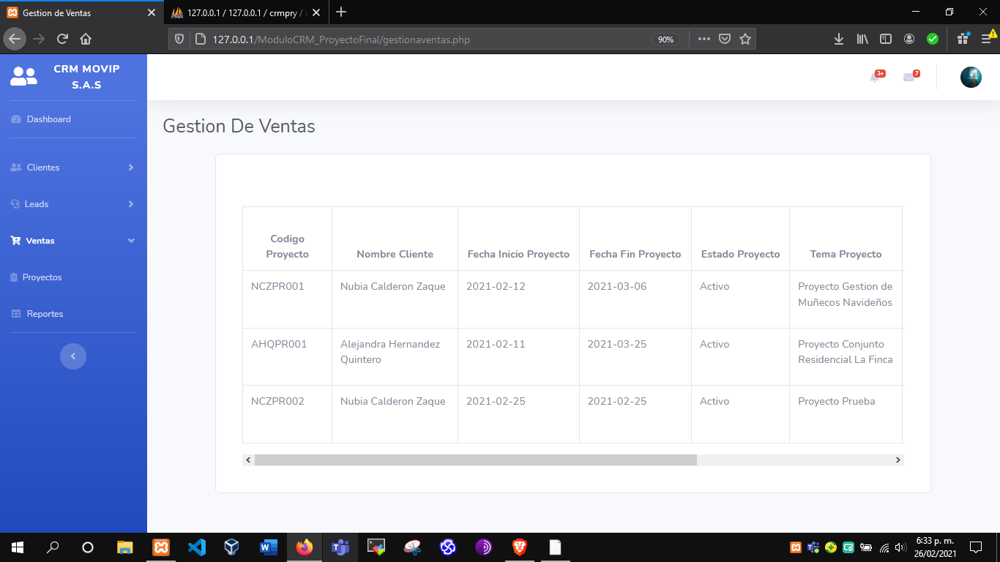 Gestion de Ventas
127.0.0.1 / 127.0.0.1 / crmpry /
127.0.0.1/ModuloCRM_ProyectoFinal/gestionaventas.php
90%
CRM MOVIP
S.A.S
3+
7
Dashboard
Clientes
Leads
Ventas
Proyectos
Reportes
Gestion De Ventas
Codigo
Proyecto
Nombre Cliente
Fecha Inicio Proyecto
Fecha Fin Proyecto
Estado Proyecto
Tema Proyecto
NCZPR001
Nubia Calderon Zaque
2021-02-12
2021-03-06
Activo
Proyecto Gestion de
Muñecos Navideños
AHQPR001
Alejandra Hernandez
Quintero
2021-02-11
2021-03-25
Activo
Proyecto Conjunto
Residencial La Finca
NCZPR002
Nubia Calderon Zaque
2021-02-25
2021-02-25
Activo
Proyecto Prueba
6:33 p. m.
26/02/2021